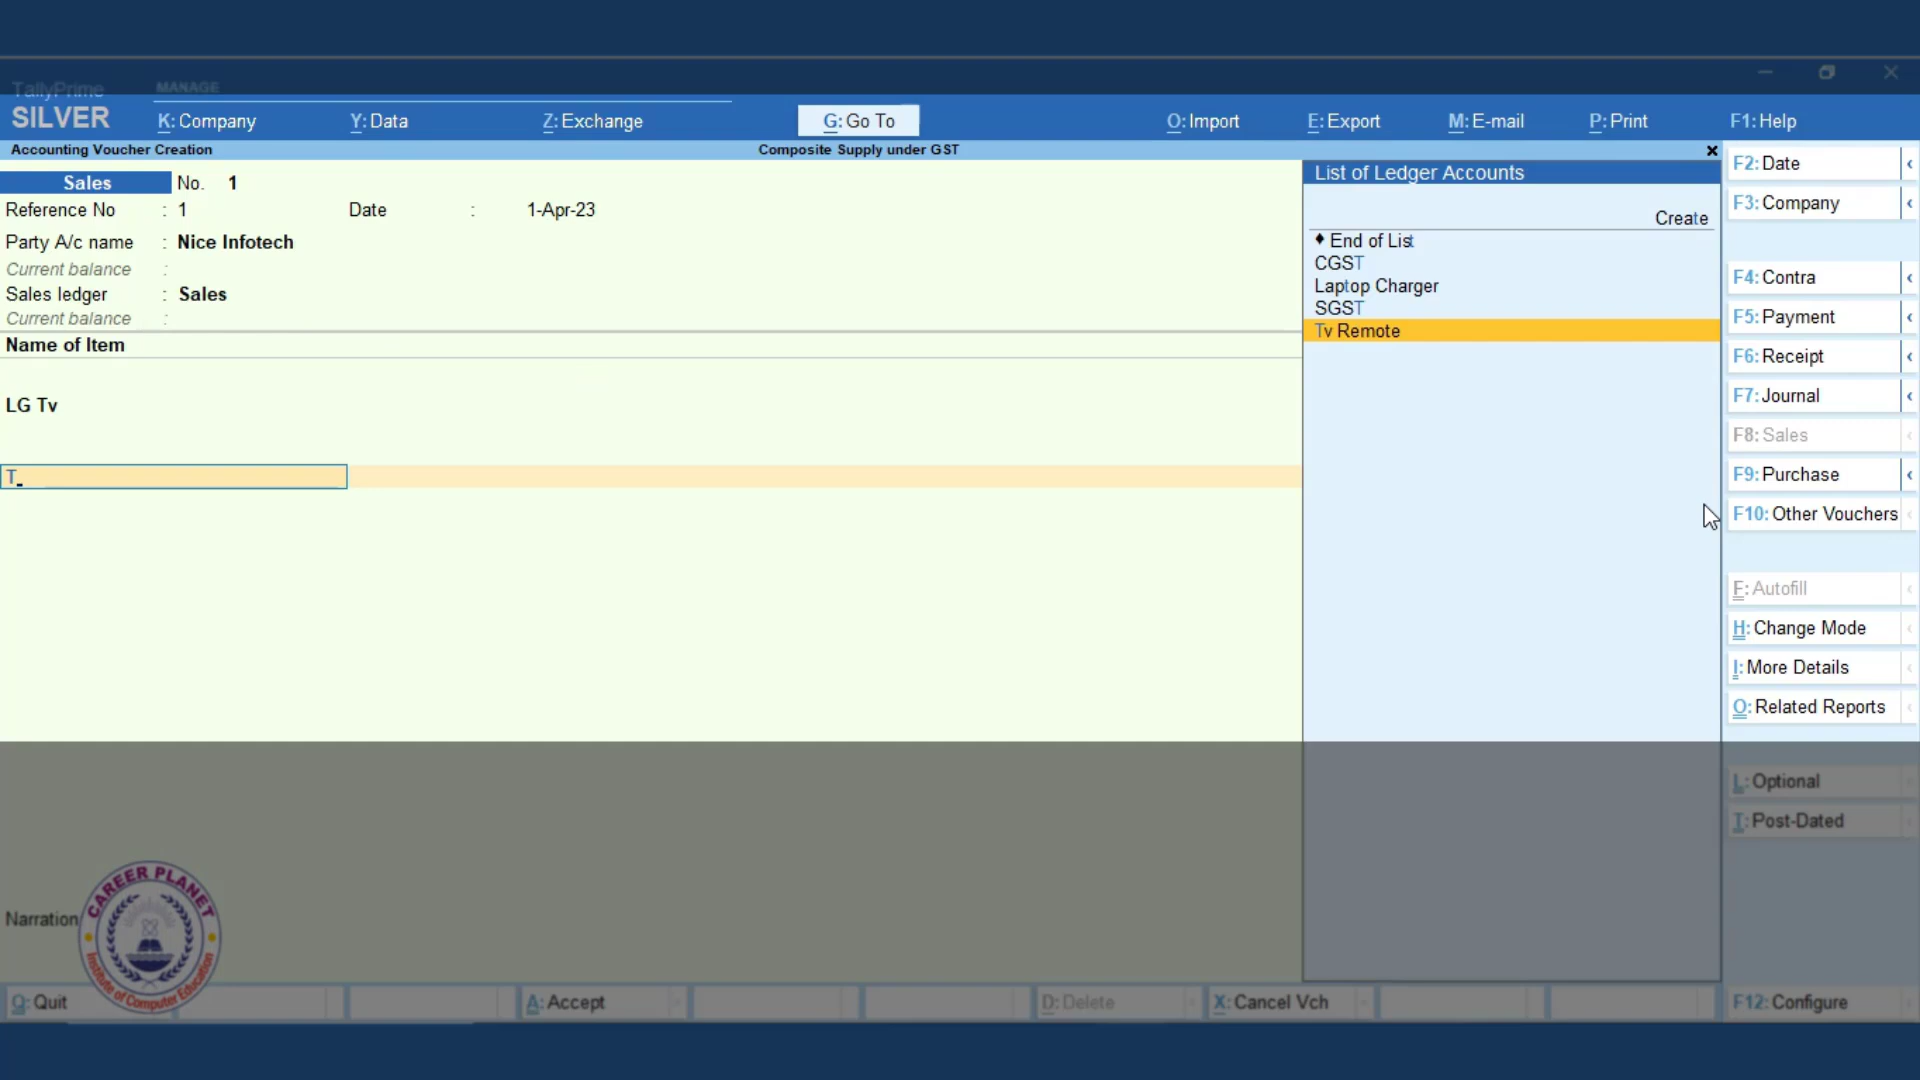 TallyPrime
MANAGE
SILVER
K: Company
Y: Data
Z: Exchange
G: Go To
O: Import
E: Export
M: E-mail
P: Print
F1: Help
Accounting Voucher Creation
Composite Supply under GST
Sales No. 1
Reference No : 1 Date : 1-Apr-23
Party A/c name : Nice Infotech
Current balance :
Sales ledger : Sales
Current balance :
Name of Item
LG Tv
T
List of Ledger Accounts
Create
♦ End of List
CGST
Laptop Charger
SGST
Tv Remote
F2: Date
F3: Company
F4: Contra
F5: Payment
F6: Receipt
F7: Journal
F8: Sales
F9: Purchase
F10: Other Vouchers
F: Autofill
H: Change Mode
I: More Details
O: Related Reports
L: Optional
T: Post-Dated
Narration
CAREER PLANET
Institute of Computer Education
Q: Quit
A: Accept
D: Delete
X: Cancel Vch
F12: Configure